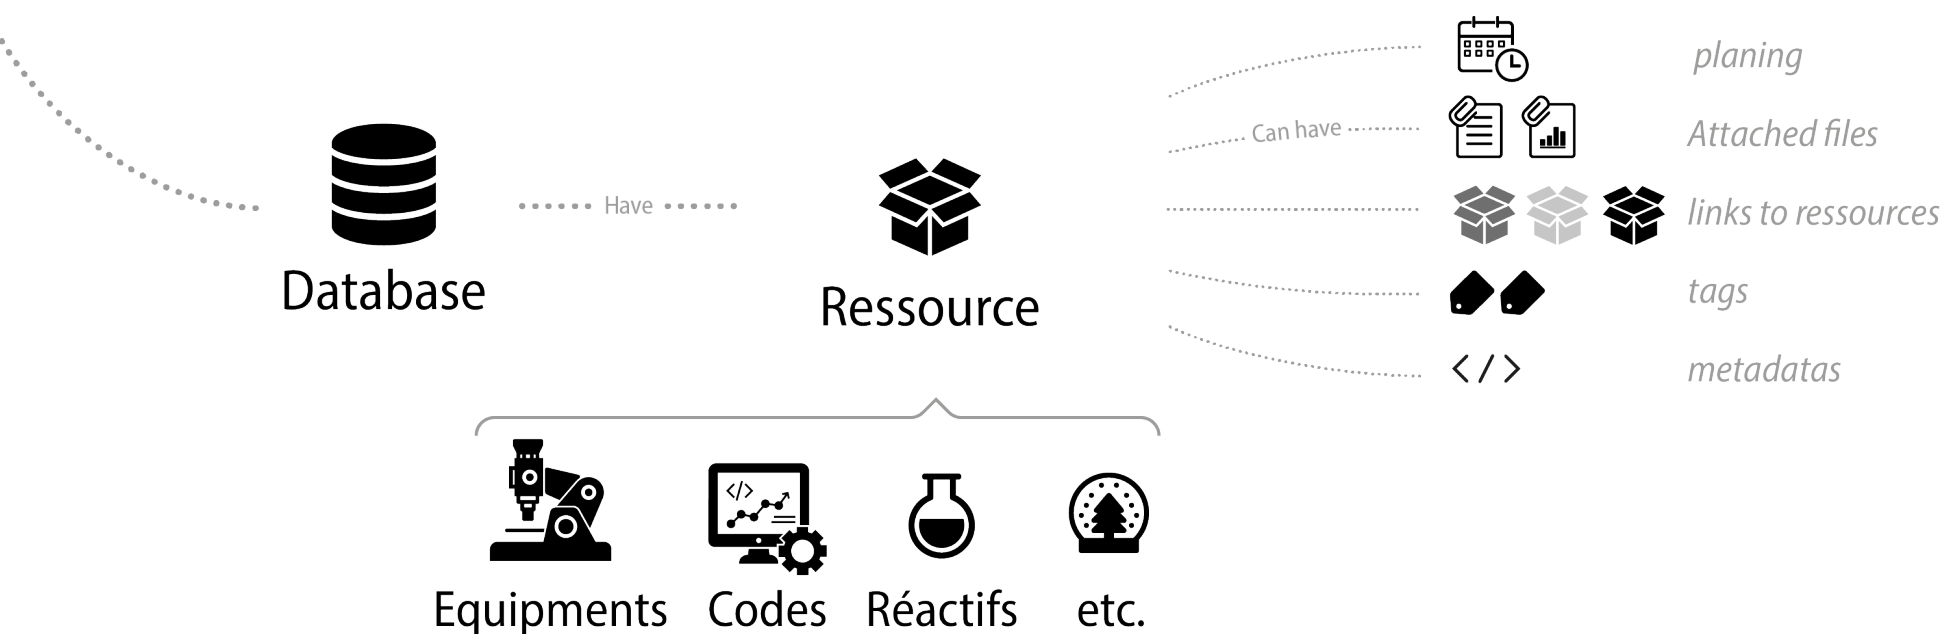 planing
Can have
Attached files
Have
links to ressources
Database
Ressource
tags
metadatas
Equipments
Codes
Réactifs
etc.